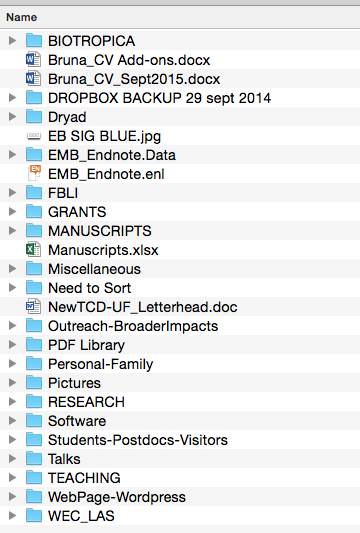 Name
BIOTROPICA
Bruna_CV Add-ons.docx
Bruna_CV_Sept2015.docx
DROPBOX BACKUP 29 sept 2014
Dryad
EB SIG BLUE.jpg
EMB_Endnote.Data
EMB_Endnote.enl
FBLI
GRANTS
MANUSCRIPTS
Manuscripts.xlsx
Miscellaneous
Need to Sort
NewTCD-UF_Letterhead.doc
Outreach-BroaderImpacts
PDF Library
Personal-Family
Pictures
RESEARCH
Software
Students-Postdocs-Visitors
Talks
TEACHING
WebPage-Wordpress
WEC_LAS